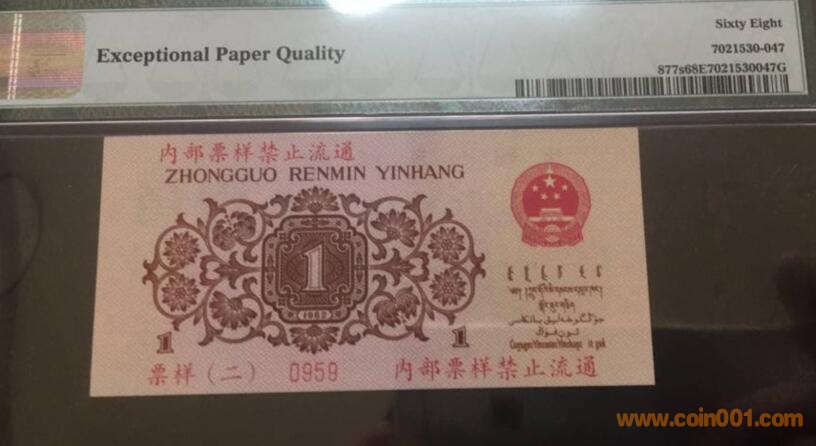 Exceptional Paper Quality
Sixty Eight
7021530-047
877s68E7021530047G
内部票样禁止流通
ZHONGGUO RENMIN YINHANG
1
1962
1
1
票样(二) 0959 内部票样禁止流通
www.coin001.com